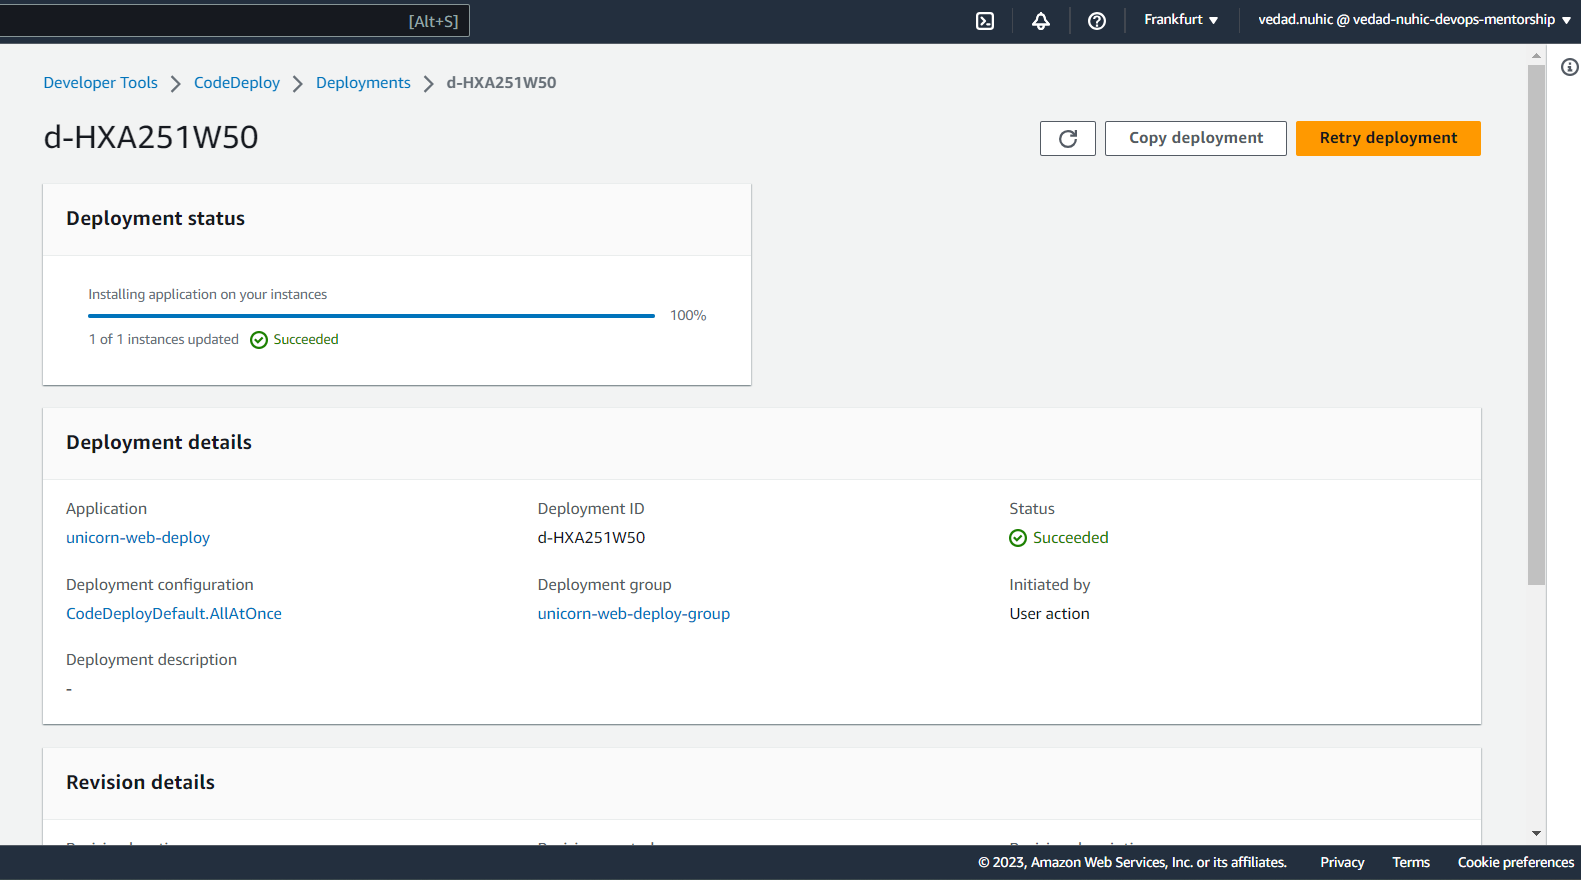 [Alt+S]
Frankfurt
vedad.nuhic @ vedad-nuhic-devops-mentorship
Developer Tools
CodeDeploy
Deployments
d-HXA251W50
d-HXA251W50
Copy deployment
Retry deployment
Deployment status
Installing application on your instances
100%
1 of 1 instances updated
Succeeded
Deployment details
Application
Deployment ID
Status
unicorn-web-deploy
d-HXA251W50
Succeeded
Deployment configuration
Deployment group
Initiated by
CodeDeployDefault.AllAtOnce
unicorn-web-deploy-group
User action
Deployment description
-
Revision details
© 2023, Amazon Web Services, Inc. or its affiliates.
Privacy
Terms
Cookie preferences